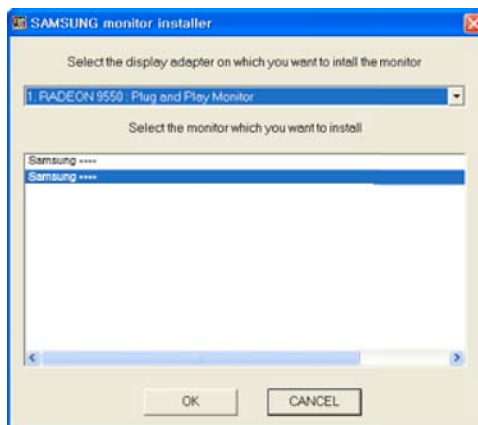 SAMSUNG monitor installer
Select the display adapter on which you want to intall the monitor
1. RADEON 9550 : Plug and Play Monitor
Select the monitor which you want to install
Samsung ****
Samsung ****
OK
CANCEL